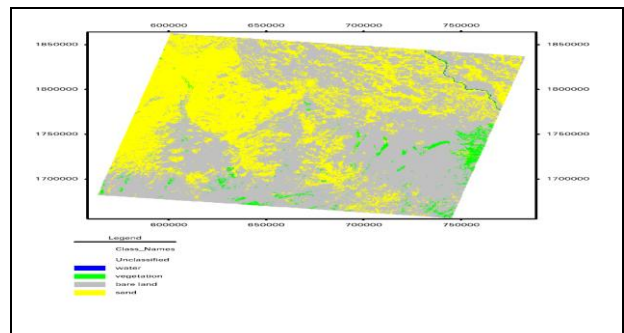 600000 650000 700000 750000
1850000 1850000
1800000 1800000
1750000 1750000
1700000 1700000
600000 650000 700000 750000
Legend
Class_Names
Unclassified
water
vegetation
bare land
sand